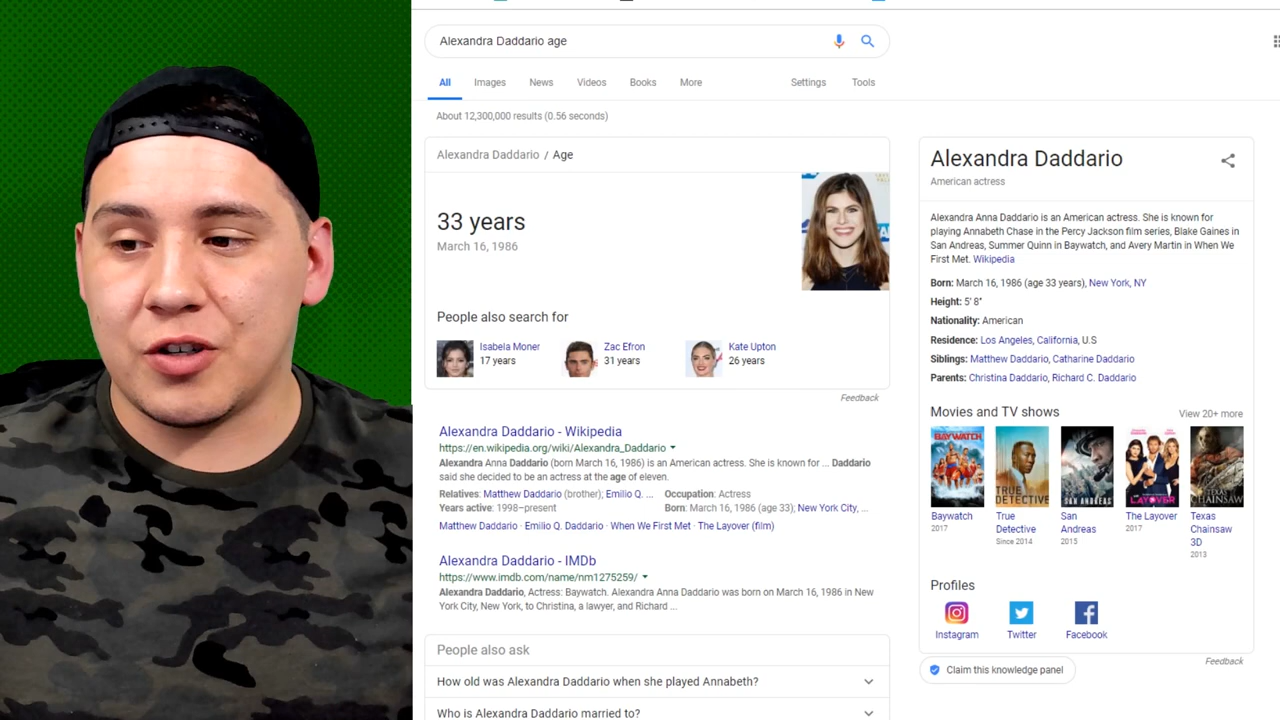 Alexandra Daddario age
All Images News Videos Books More Settings Tools
About 12,300,000 results (0.56 seconds)
Alexandra Daddario / Age
33 years
March 16, 1986
People also search for
Isabela Moner
17 years
Zac Efron
31 years
Kate Upton
26 years
Feedback
Alexandra Daddario - Wikipedia
https://en.wikipedia.org/wiki/Alexandra_Daddario
Alexandra Anna Daddario (born March 16, 1986) is an American actress. She is known for ... Daddario
said she decided to be an actress at the age of eleven.
Relatives: Matthew Daddario (brother); Emilio Q. ... Occupation: Actress
Years active: 1998–present Born: March 16, 1986 (age 33); New York City, ...
Matthew Daddario · Emilio Q. Daddario · When We First Met · The Layover (film)
Alexandra Daddario - IMDb
https://www.imdb.com/name/nm1275259/
Alexandra Daddario, Actress: Baywatch. Alexandra Anna Daddario was born on March 16, 1986 in New
York City, New York, to Christina, a lawyer, and Richard ...
People also ask
How old was Alexandra Daddario when she played Annabeth?
Who is Alexandra Daddario married to?
Alexandra Daddario
American actress
Alexandra Anna Daddario is an American actress. She is known for
playing Annabeth Chase in the Percy Jackson film series, Blake Gaines in
San Andreas, Summer Quinn in Baywatch, and Avery Martin in When We
First Met. Wikipedia
Born: March 16, 1986 (age 33 years), New York, NY
Height: 5′ 8″
Nationality: American
Residence: Los Angeles, California, U.S
Siblings: Matthew Daddario, Catharine Daddario
Parents: Christina Daddario, Richard C. Daddario
Movies and TV shows
View 20+ more
BAYWATCH
TRUE
DETECTIVE
SAN ANDREAS
LAYOVER
TEXAS
CHAINSAW
Baywatch
2017
True
Detective
Since 2014
San
Andreas
2015
The Layover
2017
Texas
Chainsaw
3D
2013
Profiles
Instagram
Twitter
Facebook
Feedback
Claim this knowledge panel